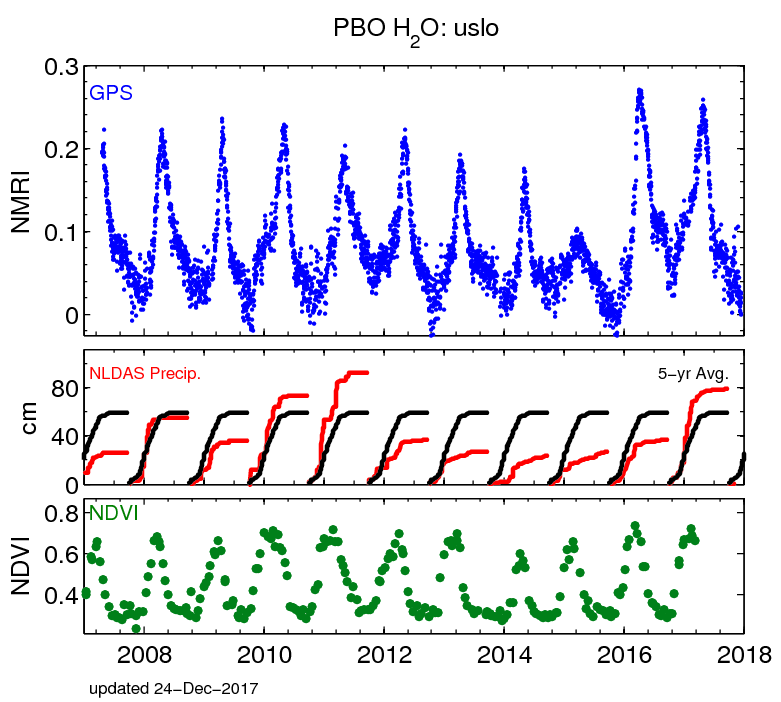 PBO H2O: uslo
0.3
GPS
0.2
NMRI
0.1
0
NLDAS Precip.
5−yr Avg.
80
cm
40
0
0.8
NDVI
0.6
NDVI
0.4
2008 2010 2012 2014 2016 2018
updated 24−Dec−2017